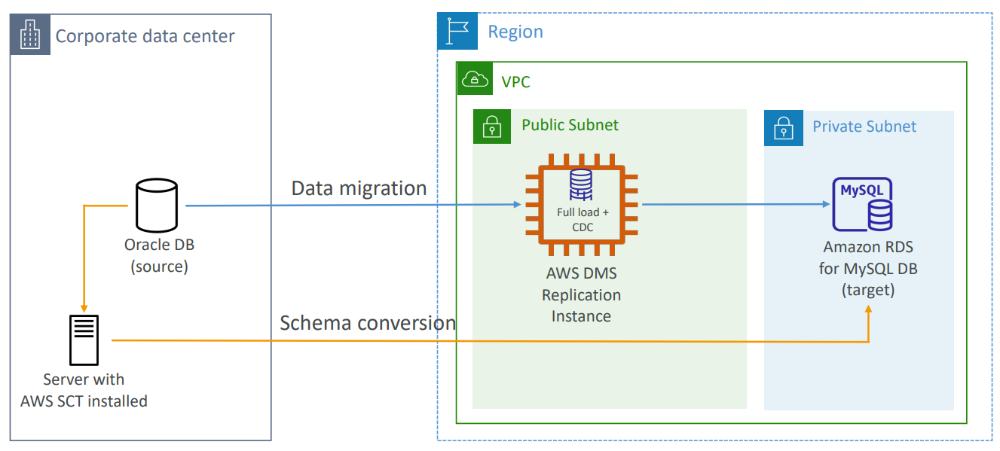 Corporate data center
Region
VPC
Public Subnet
Private Subnet
Data migration
Full load +
CDC
MySQL
Oracle DB
(source)
AWS DMS
Replication
Instance
Amazon RDS
for MySQL DB
(target)
Schema conversion
Server with
AWS SCT installed